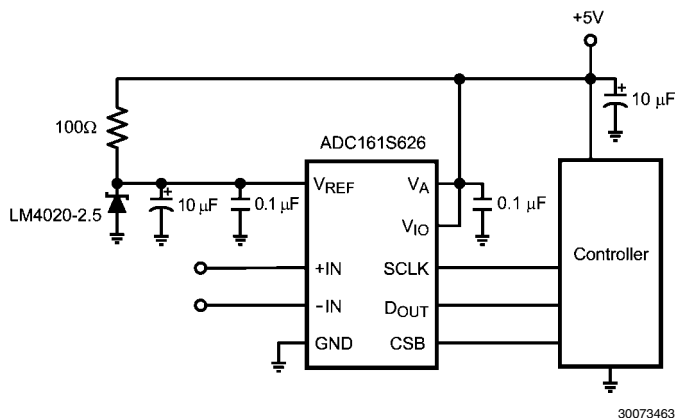 +5V
10 µF
100Ω
ADC161S626
LM4020-2.5
10 µF
0.1 µF
VREF
VA
0.1 µF
VIO
+IN
SCLK
Controller
−IN
DOUT
GND
CSB
30073463